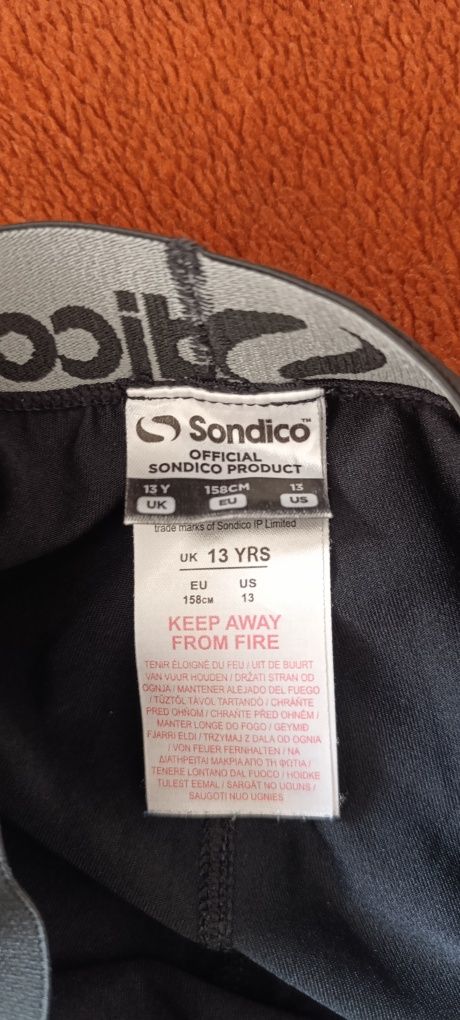 Sondico™
OFFICIAL
SONDICO PRODUCT
13 Y 158CM 13
UK EU US
trade marks of Sondico IP Limited
UK 13 YRS
EU US
158CM 13
KEEP AWAY
FROM FIRE
TENIR ÉLOIGNÉ DU FEU / UIT DE BUURT
VAN VUUR HOUDEN / DRŽATI STRAN OD
OGNJA / MANTENER ALEJADO DEL FUEGO
/ TŰZTŐL TÁVOL TARTANDÓ / CHRÁŇTE
PRED OHŇOM / CHRAŇTE PŘED OHNĚM /
MANTER LONGE DO FOGO / GEYMIÐ
FJARRI ELDI / TRZYMAJ Z DALA OD OGNIA
/ VON FEUER FERNHALTEN / ΝΑ
ΔΙΑΤΗΡΕΙΤΑΙ ΜΑΚΡΙΑ ΑΠΟ ΤΗ ΦΩΤΙΑ /
TENERE LONTANO DAL FUOCO / HOIDKE
TULEST EEMAL / SARGĀT NO UGUNS /
SAUGOTI NUO UGNIES